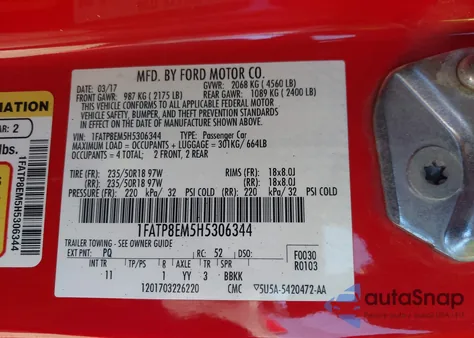 MFD. BY FORD MOTOR CO.
DATE: 03/17 GVWR: 2068 KG ( 4560 LB)
FRONT GAWR: 987 KG ( 2175 LB) REAR GAWR: 1089 KG ( 2400 LB)
THIS VEHICLE CONFORMS TO ALL APPLICABLE FEDERAL MOTOR
VEHICLE SAFETY, BUMPER, AND THEFT PREVENTION STANDARDS
IN EFFECT ON THE DATE OF MANUFACTURE SHOWN ABOVE.
VIN: 1FATP8EM5H5306344 TYPE: Passenger Car
MAXIMUM LOAD = OCCUPANTS + LUGGAGE = 301KG / 664LB
OCCUPANTS = 4 TOTAL: 2 FRONT, 2 REAR
TIRE (FR): 235/50R18 97W RIMS (FR): 18x8.0J
(RR): 235/50R18 97W (RR): 18x8.0J
PRESSURE (FR): 220 kPa/ 32 PSI COLD (RR): 220 kPa/ 32 PSI COLD
1FATP8EM5H5306344
TRAILER TOWING - SEE OWNER GUIDE
EXT PNT: PQ RC: 52 DSO: F0030
INT TR TP/PS R AXLE TR SPR R0103
11 1 YY 3 BBKK
1201703226220 CMC 5U5A-5420472-AA
MATION
AR: 2
lbs.
1FATP8EM5H5306344
autoSnap